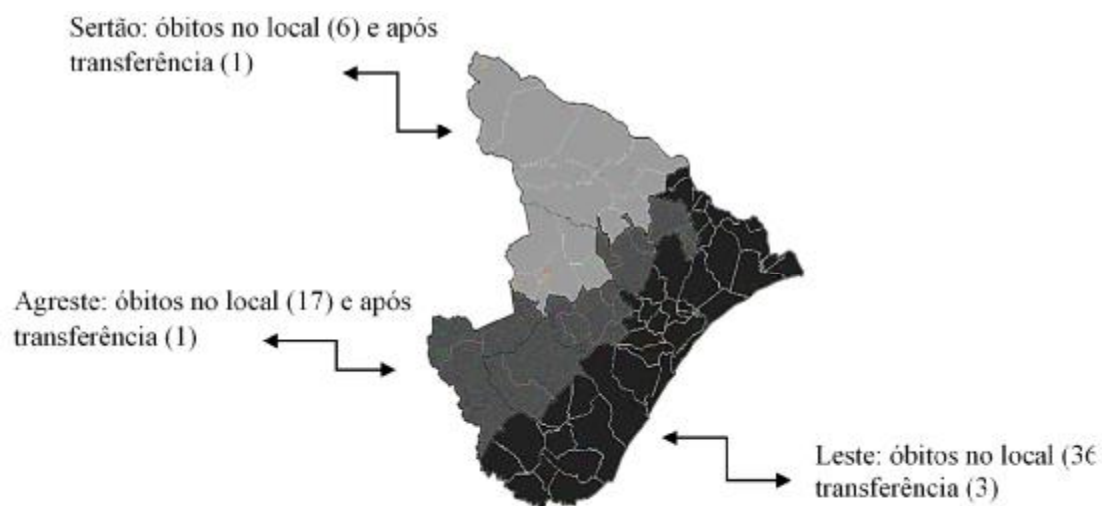 Sertão: óbitos no local (6) e após
transferência (1)
Agreste: óbitos no local (17) e após
transferência (1)
Leste: óbitos no local (36
transferência (3)